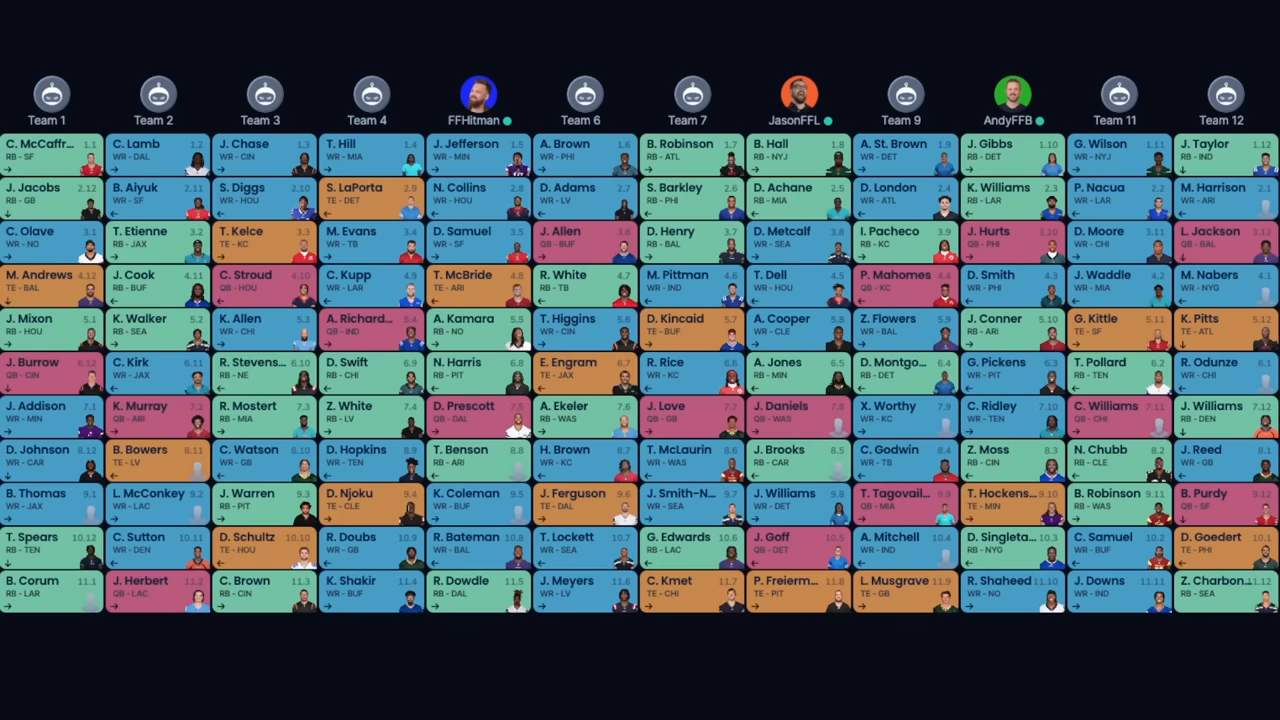 Team 1
Team 2
Team 3
Team 4
FFHitman
Team 6
Team 7
JasonFFL
Team 9
AndyFFB
Team 11
Team 12
C. McCaffr... 1.1
RB - SF
C. Lamb 1.2
WR - DAL
J. Chase 1.3
WR - CIN
T. Hill 1.4
WR - MIA
J. Jefferson 1.5
WR - MIN
A. Brown 1.6
WR - PHI
B. Robinson 1.7
RB - ATL
B. Hall 1.8
RB - NYJ
A. St. Brown 1.9
WR - DET
J. Gibbs 1.10
RB - DET
G. Wilson 1.11
WR - NYJ
J. Taylor 1.12
RB - IND
J. Jacobs 2.12
RB - GB
B. Aiyuk 2.11
WR - SF
S. Diggs 2.10
WR - HOU
S. LaPorta 2.9
TE - DET
N. Collins 2.8
WR - HOU
D. Adams 2.7
WR - LV
S. Barkley 2.6
RB - PHI
D. Achane 2.5
RB - MIA
D. London 2.4
WR - ATL
K. Williams 2.3
RB - LAR
P. Nacua 2.2
WR - LAR
M. Harrison 2.1
WR - ARI
C. Olave 3.1
WR - NO
T. Etienne 3.2
RB - JAX
T. Kelce 3.3
TE - KC
M. Evans 3.4
WR - TB
D. Samuel 3.5
WR - SF
J. Allen 3.6
QB - BUF
D. Henry 3.7
RB - BAL
D. Metcalf 3.8
WR - SEA
I. Pacheco 3.9
RB - KC
J. Hurts 3.10
QB - PHI
D. Moore 3.11
WR - CHI
L. Jackson 3.12
QB - BAL
M. Andrews 4.12
TE - BAL
J. Cook 4.11
RB - BUF
C. Stroud 4.10
QB - HOU
C. Kupp 4.9
WR - LAR
T. McBride 4.8
TE - ARI
R. White 4.7
RB - TB
M. Pittman 4.6
WR - IND
T. Dell 4.5
WR - HOU
P. Mahomes 4.4
QB - KC
D. Smith 4.3
WR - PHI
J. Waddle 4.2
WR - MIA
M. Nabers 4.1
WR - NYG
J. Mixon 5.1
RB - HOU
K. Walker 5.2
RB - SEA
K. Allen 5.3
WR - CHI
A. Richard... 5.4
QB - IND
A. Kamara 5.5
RB - NO
T. Higgins 5.6
WR - CIN
D. Kincaid 5.7
TE - BUF
A. Cooper 5.8
WR - CLE
Z. Flowers 5.9
WR - BAL
J. Conner 5.10
RB - ARI
G. Kittle 5.11
TE - SF
K. Pitts 5.12
TE - ATL
J. Burrow 6.12
QB - CIN
C. Kirk 6.11
WR - JAX
R. Stevens... 6.10
RB - NE
D. Swift 6.9
RB - CHI
N. Harris 6.8
RB - PIT
E. Engram 6.7
TE - JAX
R. Rice 6.6
WR - KC
A. Jones 6.5
RB - MIN
D. Montgo... 6.4
RB - DET
G. Pickens 6.3
WR - PIT
T. Pollard 6.2
RB - TEN
R. Odunze 6.1
WR - CHI
J. Addison 7.1
WR - MIN
K. Murray 7.2
QB - ARI
R. Mostert 7.3
RB - MIA
Z. White 7.4
RB - LV
D. Prescott 7.5
QB - DAL
A. Ekeler 7.6
RB - WAS
J. Love 7.7
QB - GB
J. Daniels 7.8
QB - WAS
X. Worthy 7.9
WR - KC
C. Ridley 7.10
WR - TEN
C. Williams 7.11
QB - CHI
J. Williams 7.12
RB - DEN
D. Johnson 8.12
WR - CAR
B. Bowers 8.11
TE - LV
C. Watson 8.10
WR - GB
D. Hopkins 8.9
WR - TEN
T. Benson 8.8
RB - ARI
H. Brown 8.7
WR - KC
T. McLaurin 8.6
WR - WAS
J. Brooks 8.5
RB - CAR
C. Godwin 8.4
WR - TB
Z. Moss 8.3
RB - CIN
N. Chubb 8.2
RB - CLE
J. Reed 8.1
WR - GB
B. Thomas 9.1
WR - JAX
L. McConkey 9.2
WR - LAC
J. Warren 9.3
RB - PIT
D. Njoku 9.4
TE - CLE
K. Coleman 9.5
WR - BUF
J. Ferguson 9.6
TE - DAL
J. Smith-N... 9.7
WR - SEA
J. Williams 9.8
WR - DET
T. Tagovail... 9.9
QB - MIA
T. Hockens... 9.10
TE - MIN
B. Robinson 9.11
RB - WAS
B. Purdy 9.12
QB - SF
T. Spears 10.12
RB - TEN
C. Sutton 10.11
WR - DEN
D. Schultz 10.10
TE - HOU
R. Doubs 10.9
WR - GB
R. Bateman 10.8
WR - BAL
T. Lockett 10.7
WR - SEA
G. Edwards 10.6
RB - LAC
J. Goff 10.5
QB - DET
A. Mitchell 10.4
WR - IND
D. Singleta... 10.3
RB - NYG
C. Samuel 10.2
WR - BUF
D. Goedert 10.1
TE - PHI
B. Corum 11.1
RB - LAR
J. Herbert 11.2
QB - LAC
C. Brown 11.3
RB - CIN
K. Shakir 11.4
WR - BUF
R. Dowdle 11.5
RB - DAL
J. Meyers 11.6
WR - LV
C. Kmet 11.7
TE - CHI
P. Freierm... 11.8
TE - PIT
L. Musgrave 11.9
TE - GB
R. Shaheed 11.10
WR - NO
J. Downs 11.11
WR - IND
Z. Charbon... 11.12
RB - SEA